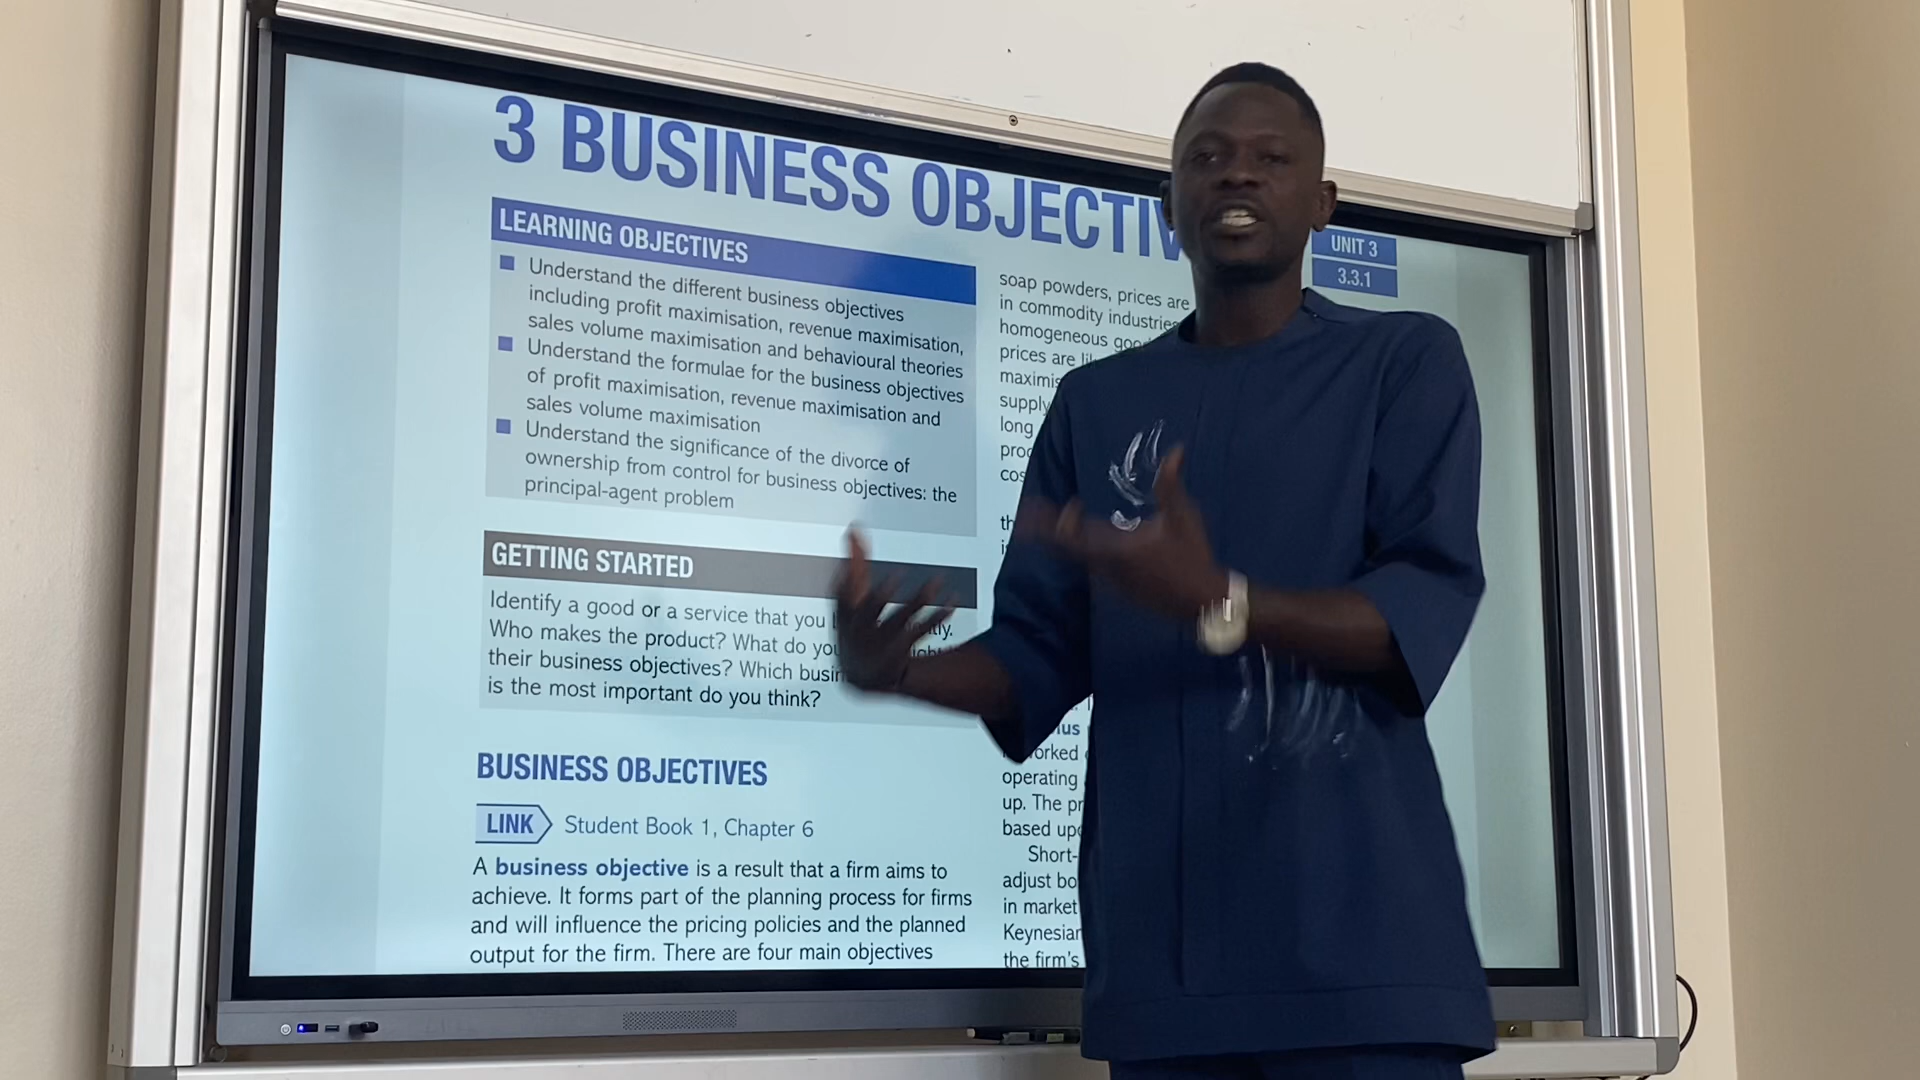 3 BUSINESS OBJECTIV
LEARNING OBJECTIVES
Understand the different business objectives
including profit maximisation, revenue maximisation,
sales volume maximisation and behavioural theories
Understand the formulae for the business objectives
of profit maximisation, revenue maximisation and
sales volume maximisation
Understand the significance of the divorce of
ownership from control for business objectives: the
principal-agent problem
GETTING STARTED
Identify a good or a service that you
Who makes the product? What do you
their business objectives? Which
is the most important do you think?
BUSINESS OBJECTIVES
LINK Student Book 1, Chapter 6
A business objective is a result that a firm aims to
achieve. It forms part of the planning process for firms
and will influence the pricing policies and the planned
output for the firm. There are four main objectives
UNIT 3
3.3.1
soap powders, prices are
in commodity industries
homogeneous
prices are
supply
long
operating
up. The
based
Short-
adjust
in market
Keynesian
the firm's